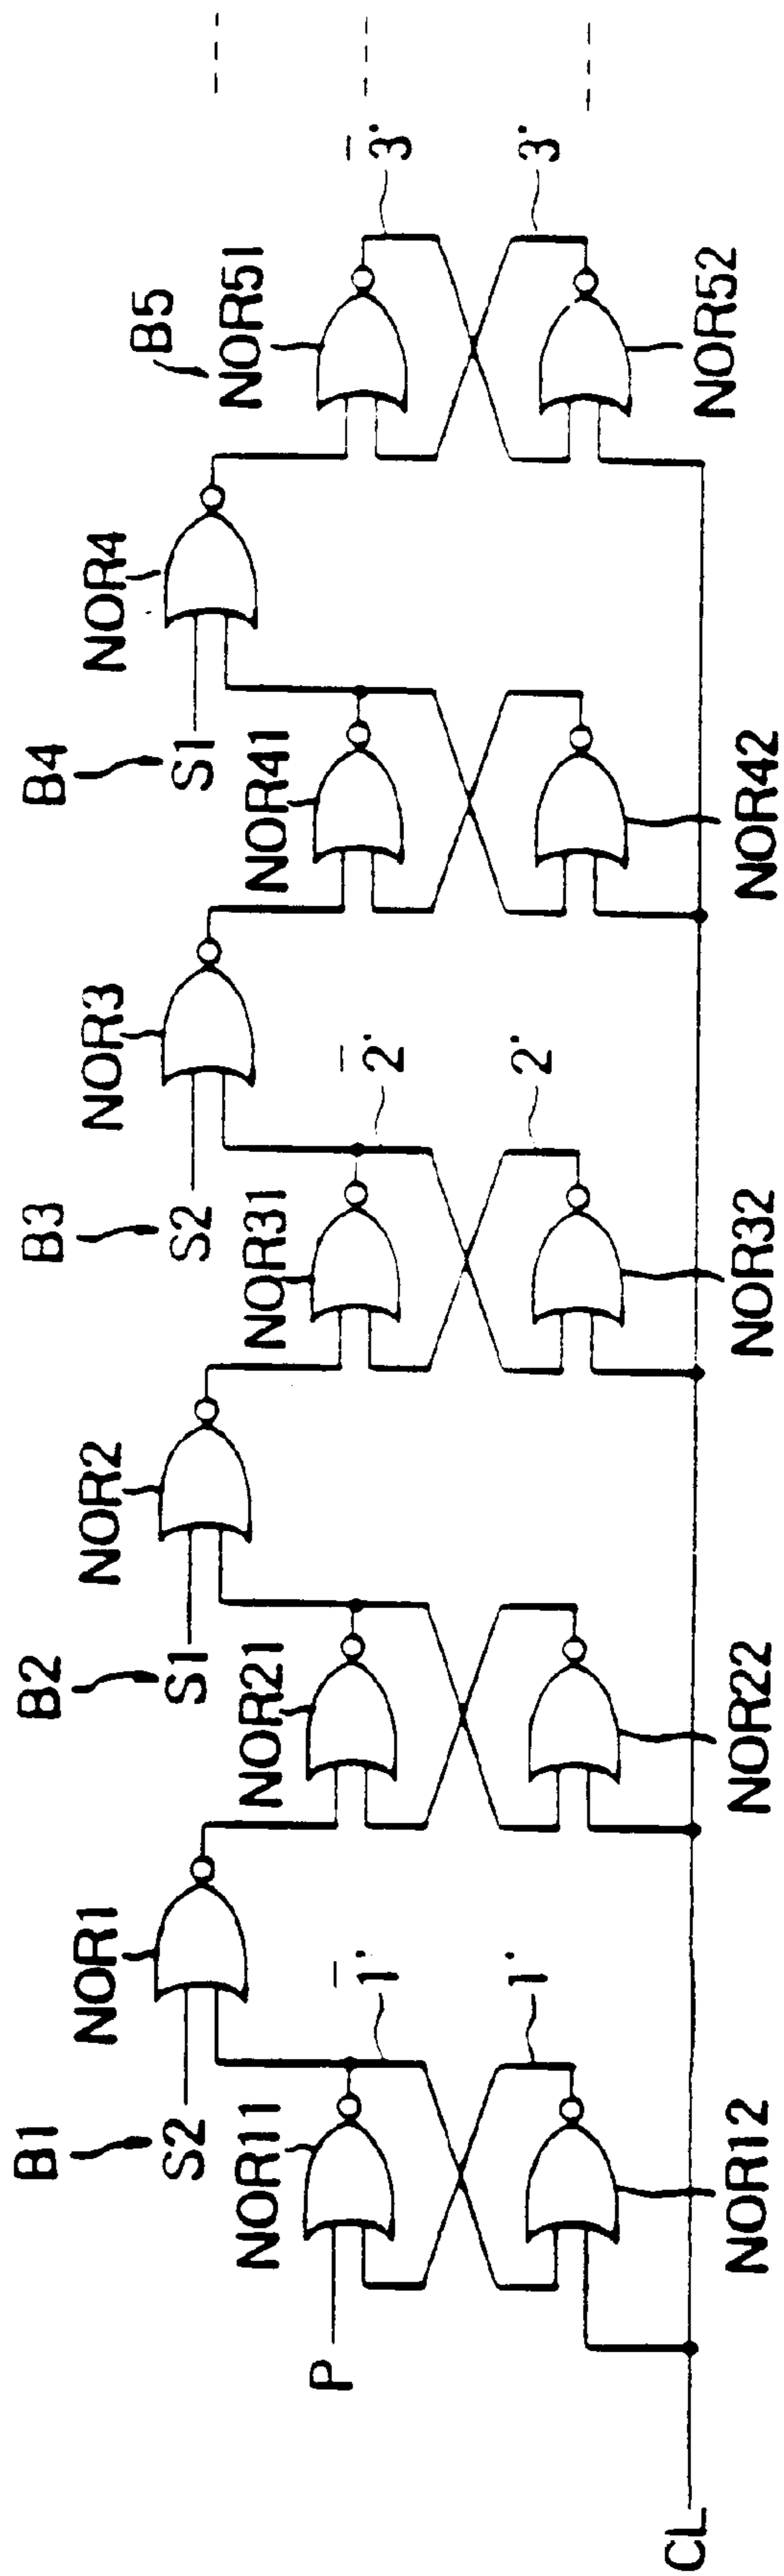 B1
B2
B3
B4
B5
NOR1
NOR2
NOR3
NOR4
S2
S1
S2
S1
NOR11
NOR21
NOR31
NOR41
NOR51
P
1̅'
2̅'
3̅'
1'
2'
3'
CL
NOR12
NOR22
NOR32
NOR42
NOR52